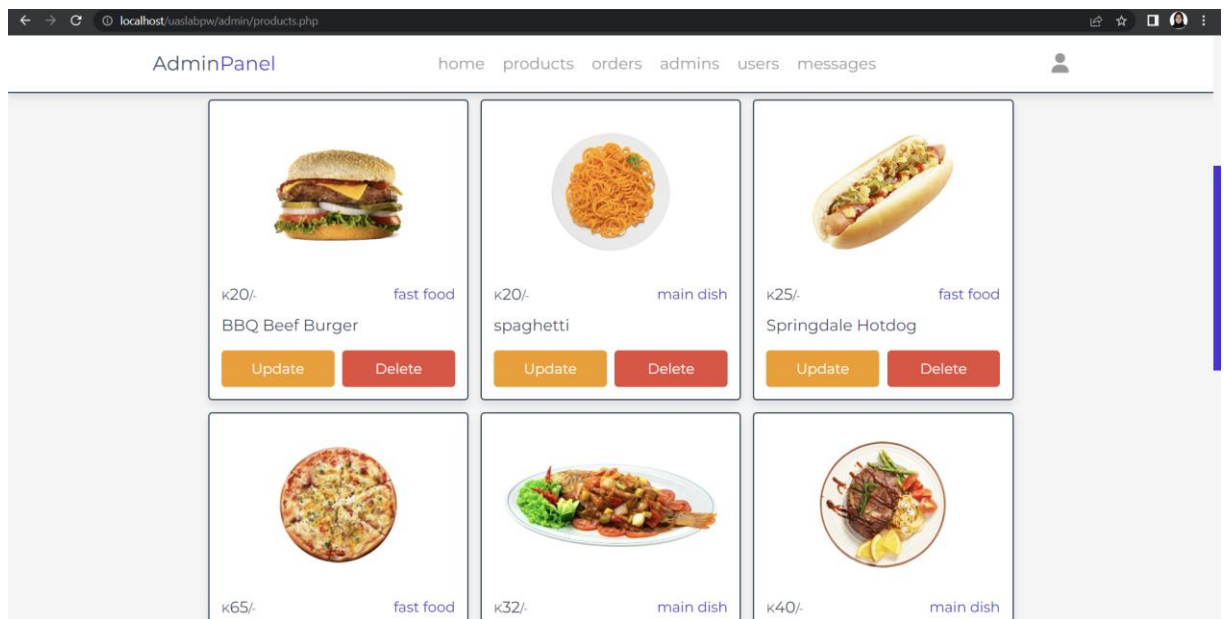 localhost/uaslabpw/admin/products.php
AdminPanel home products orders admins users messages
K20/- fast food
BBQ Beef Burger
Update Delete
K20/- main dish
spaghetti
Update Delete
K25/- fast food
Springdale Hotdog
Update Delete
K65/- fast food
K32/- main dish
K40/- main dish